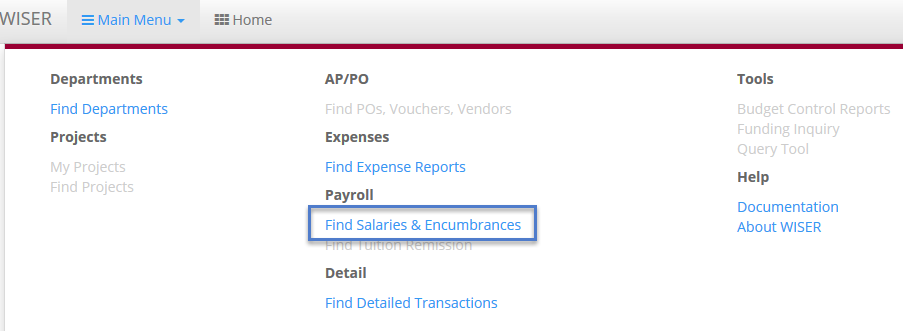 WISER Main Menu Home
Departments
Find Departments
Projects
My Projects
Find Projects
AP/PO
Find POs, Vouchers, Vendors
Expenses
Find Expense Reports
Payroll
Find Salaries & Encumbrances
Find Tuition Remission
Detail
Find Detailed Transactions
Tools
Budget Control Reports
Funding Inquiry
Query Tool
Help
Documentation
About WISER